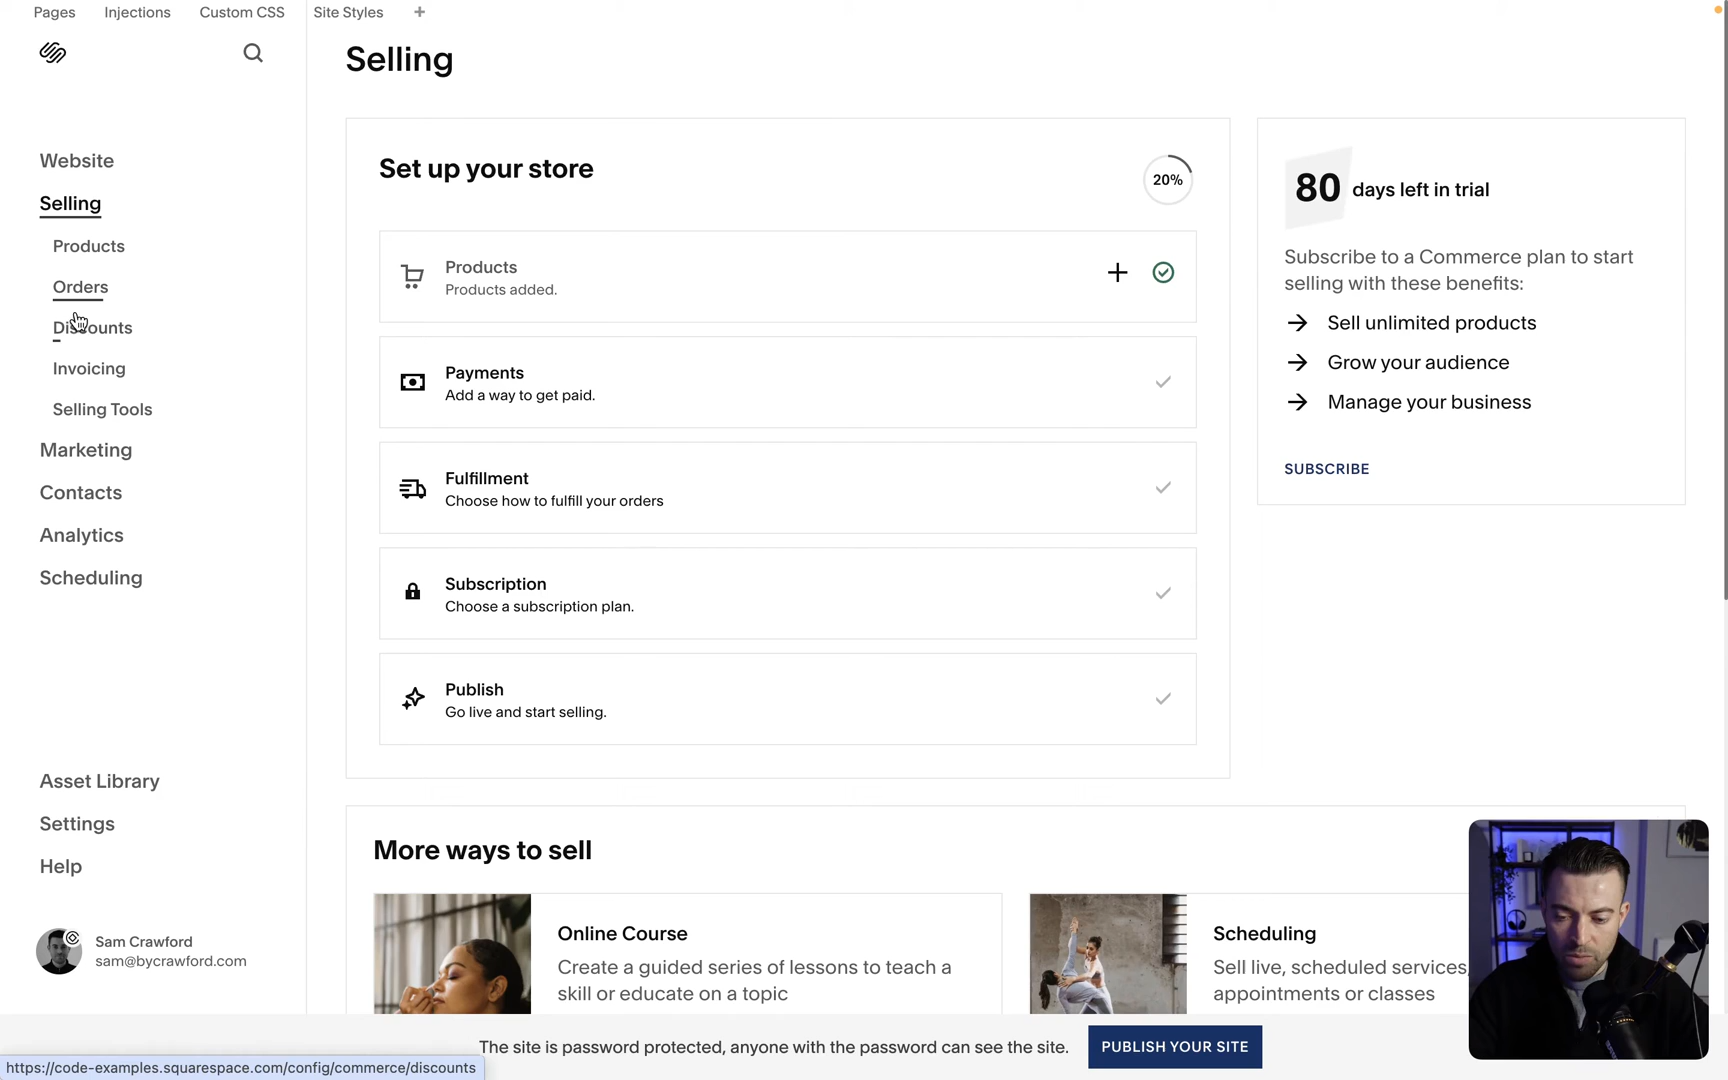 Pages Injections Custom CSS Site Styles +
Selling
Website
Selling
Products
Orders
Discounts
Invoicing
Selling Tools
Marketing
Contacts
Analytics
Scheduling
Asset Library
Settings
Help
Sam Crawford
sam@bycrawford.com
Set up your store
20%
Products
Products added.
Payments
Add a way to get paid.
Fulfillment
Choose how to fulfill your orders
Subscription
Choose a subscription plan.
Publish
Go live and start selling.
80 days left in trial
Subscribe to a Commerce plan to start
selling with these benefits:
Sell unlimited products
Grow your audience
Manage your business
SUBSCRIBE
More ways to sell
Online Course
Create a guided series of lessons to teach a
skill or educate on a topic
Scheduling
Sell live, scheduled services,
appointments or classes
The site is password protected, anyone with the password can see the site.
PUBLISH YOUR SITE
https://code-examples.squarespace.com/config/commerce/discounts